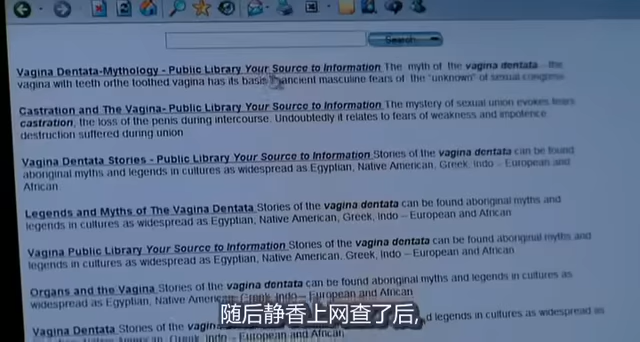 Search
Vagina Dentata-Mythology - Public Library Your Source to Information The myth of the vagina dentata - the
vagina with teeth orthe toothed vagina has its basis in ancient masculine fears of the "unknown" of sexual congress
Castration and The Vagina- Public Library Your Source to Information The mystery of sexual union evokes fears
castration, the loss of the penis during intercourse. Undoubtedly it relates to fears of weakness and impotence
destruction suffered during union
Vagina Dentata Stories - Public Library Your Source to Information Stories of the vagina dentata can be found
aboriginal myths and legends in cultures as widespread as Egyptian, Native American, Greek, Indo - European and
African
Legends and Myths of The Vagina Dentata Stories of the vagina dentata can be found aboriginal myths and
legends in cultures as widespread as Egyptian, Native American, Greek, Indo - European and African
Vagina Public Library Your Source to Information Stories of the vagina dentata can be found aboriginal myths and
legends in cultures as widespread as Egyptian, Native American, Greek, Indo - European and African
Organs and the Vagina Stories of the vagina dentata can be found aboriginal myths and legends in cultures as
widespread as Egyptian, Native American, Greek, Indo - European and African
Vagina Dentata Stories of the d legends in cultures as widespread as
Egyptian, Native American, Greek, Indo - European and African
随后静香上网查了后,